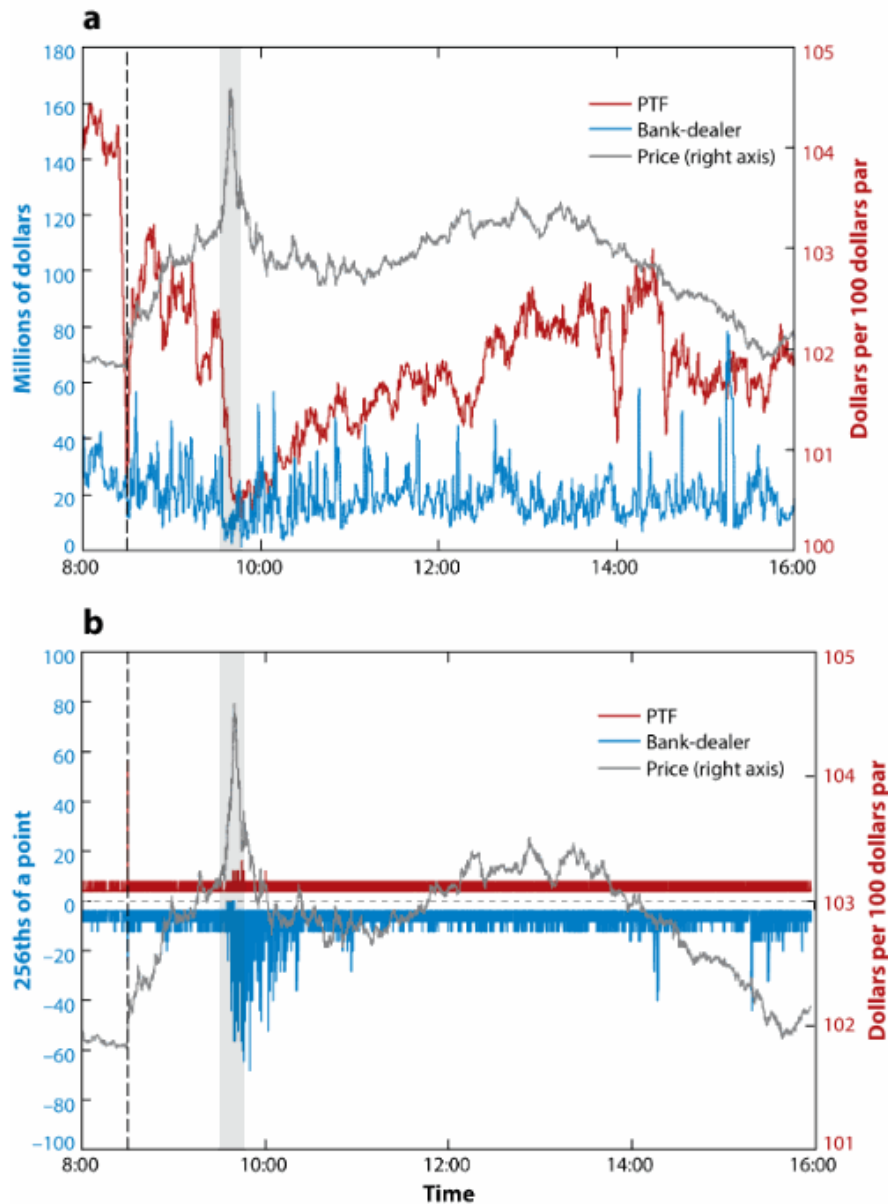 a
180
160
140
120
100
80
60
40
20
0
Millions of dollars
105
104
103
102
101
100
Dollars per 100 dollars par
PTF
Bank-dealer
Price (right axis)
8:00 10:00 12:00 14:00 16:00
b
100
80
60
40
20
0
–20
–40
–60
–80
–100
256ths of a point
105
104
103
102
101
Dollars per 100 dollars par
PTF
Bank-dealer
Price (right axis)
8:00 10:00 12:00 14:00 16:00
Time